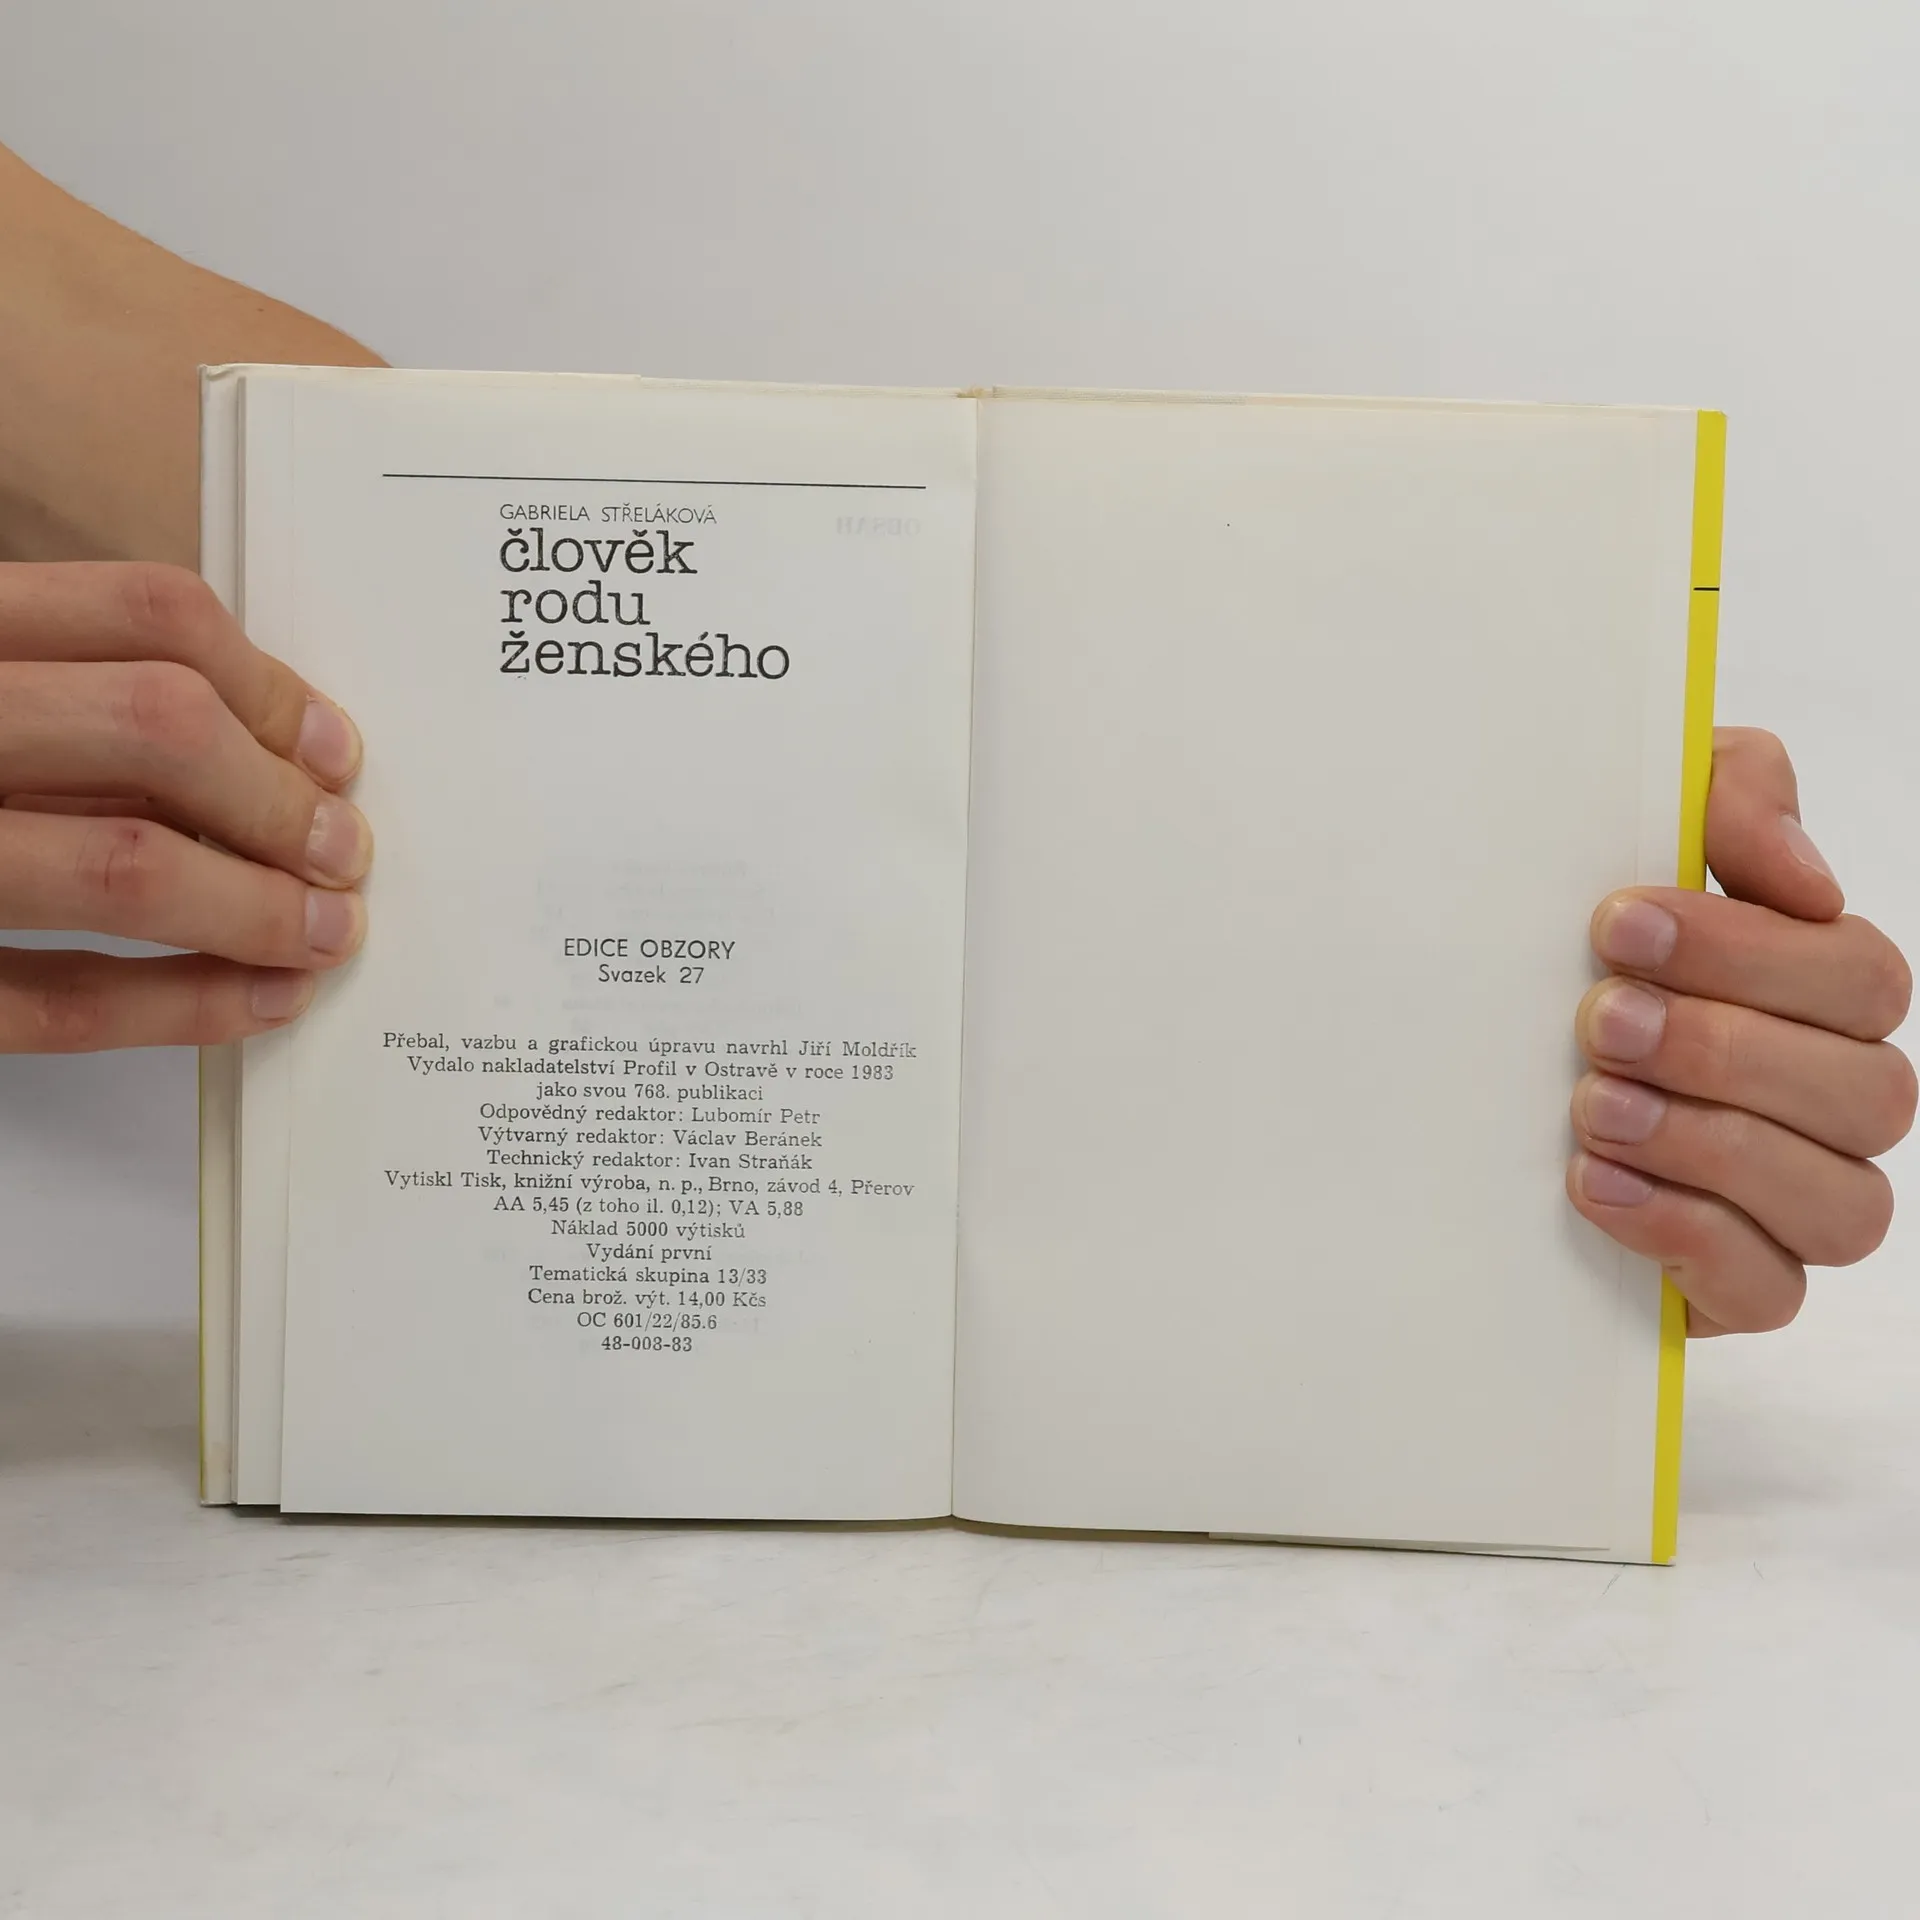 GABRIELA STŘELÁKOVÁ
člověk
rodu
ženského
EDICE OBZORY
Svazek 27
Přebal, vazbu a grafickou úpravu navrhl Jiří Moldřík
Vydalo nakladatelství Profil v Ostravě v roce 1983
jako svou 768. publikaci
Odpovědný redaktor: Lubomír Petr
Výtvarný redaktor: Václav Beránek
Technický redaktor: Ivan Straňák
Vytiskl Tisk, knižní výroba, n. p., Brno, závod 4, Přerov
AA 5,45 (z toho il. 0,12); VA 5,88
Náklad 5000 výtisků
Vydání první
Tematická skupina 13/33
Cena brož. výt. 14,00 Kčs
OC 601/22/85.6
48-008-83